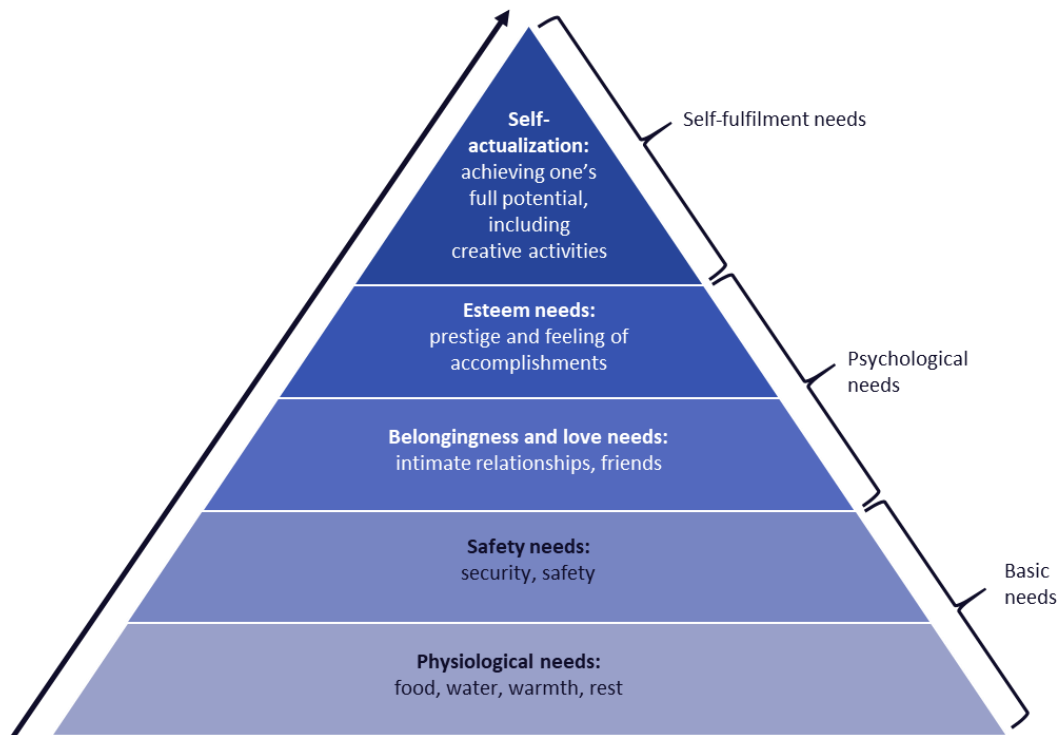 Self-
actualization:
achieving one's
full potential,
including
creative activities
Self-fulfilment needs
Esteem needs:
prestige and feeling of
accomplishments
Psychological
needs
Belongingness and love needs:
intimate relationships, friends
Safety needs:
security, safety
Basic
needs
Physiological needs:
food, water, warmth, rest